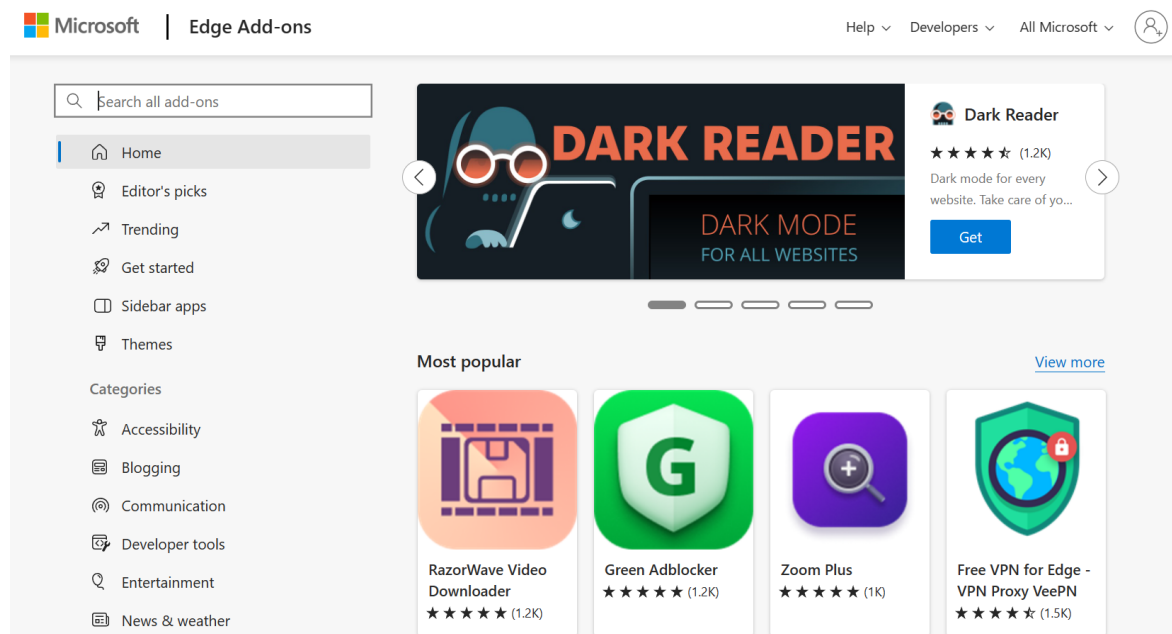 Microsoft
Edge Add-ons
Help
Developers
All Microsoft
Search all add-ons
Home
Editor's picks
Trending
Get started
Sidebar apps
Themes
Categories
Accessibility
Blogging
Communication
Developer tools
Entertainment
News & weather
DARK READER
DARK MODE
FOR ALL WEBSITES
Dark Reader
(1.2K)
Dark mode for every
website. Take care of yo...
Get
Most popular
View more
G
RazorWave Video
Downloader
(1.2K)
Green Adblocker
(1.2K)
Zoom Plus
(1K)
Free VPN for Edge -
VPN Proxy VeePN
(1.5K)